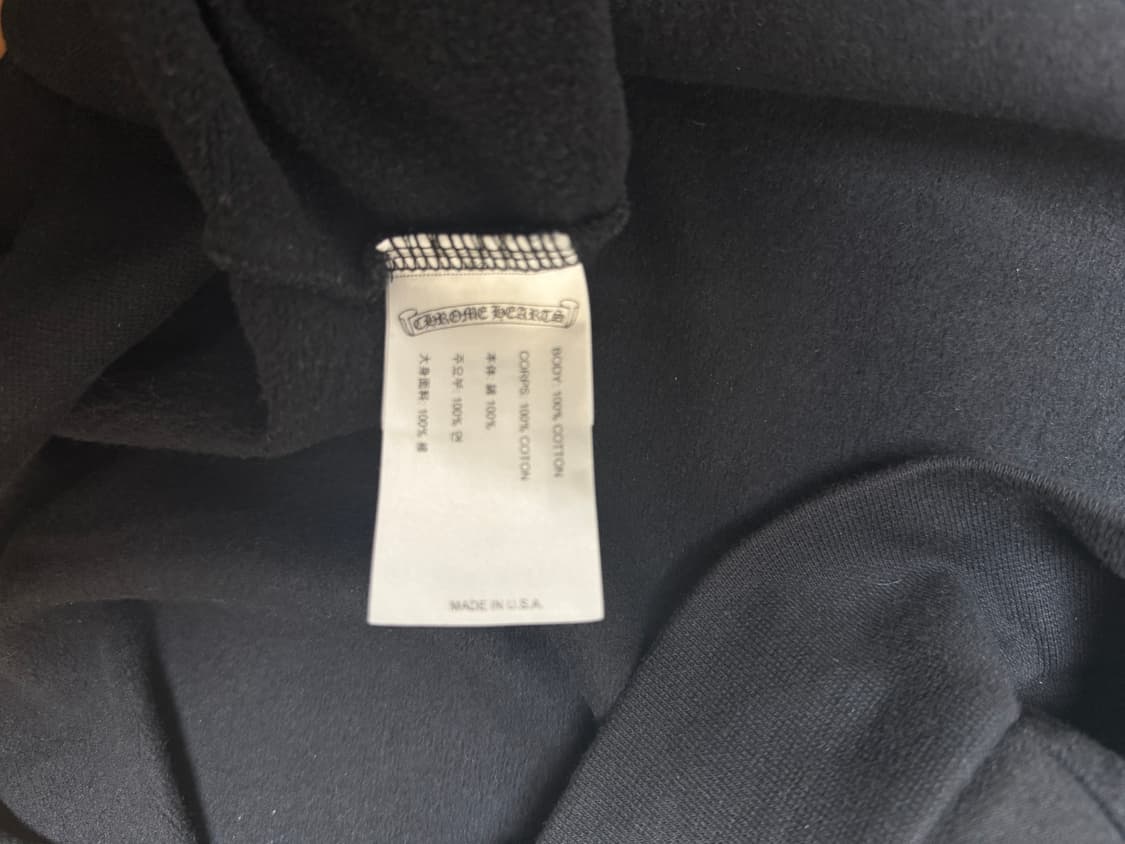 CHROME HEARTS
BODY: 100% COTTON
CORPS: 100% COTON
本体: 綿 100%
주요부: 100% 면
大身面料: 100% 棉
MADE IN U.S.A.